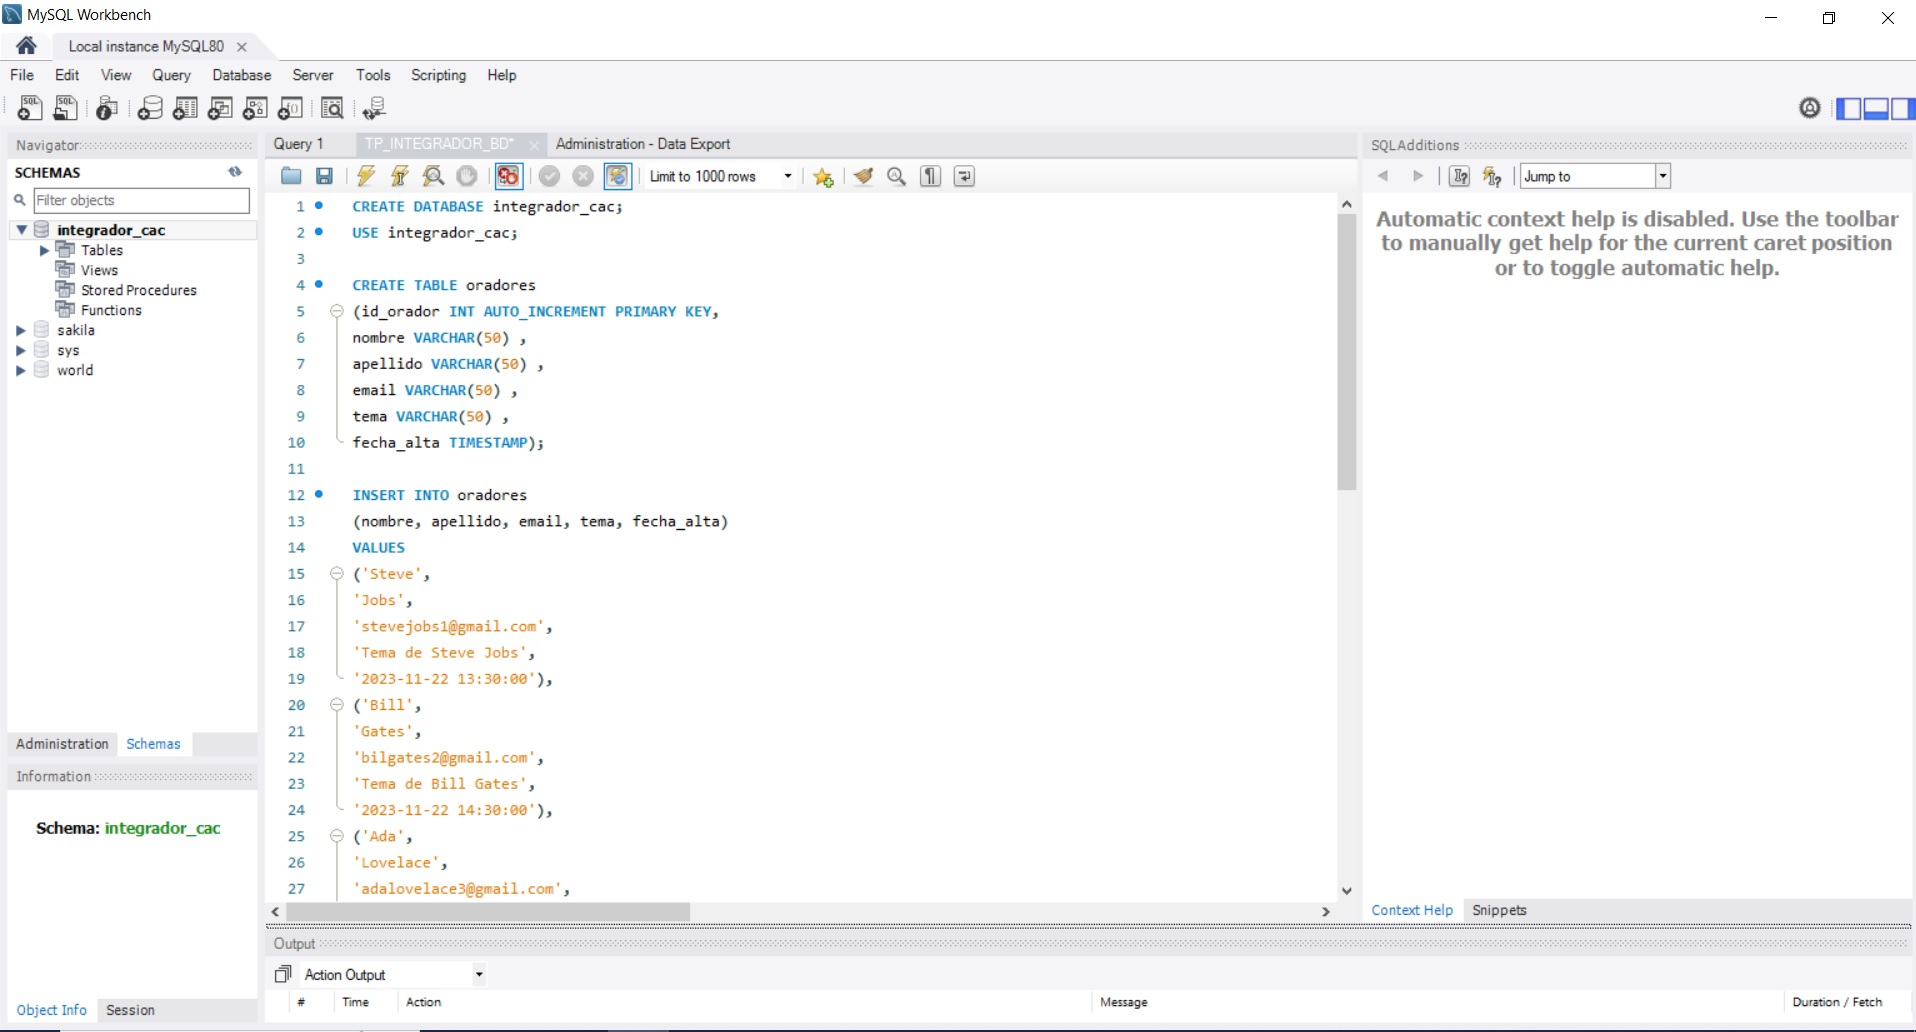 MySQL Workbench
Local instance MySQL80
File Edit View Query Database Server Tools Scripting Help
Navigator
SCHEMAS
Filter objects
integrador_cac
Tables
Views
Stored Procedures
Functions
sakila
sys
world
Administration Schemas
Information
Schema: integrador_cac
Object Info Session
Query 1 TP_INTEGRADOR_BD* Administration - Data Export
Limit to 1000 rows
1 CREATE DATABASE integrador_cac;
2 USE integrador_cac;
3
4 CREATE TABLE oradores
5 (id_orador INT AUTO_INCREMENT PRIMARY KEY,
6 nombre VARCHAR(50) ,
7 apellido VARCHAR(50) ,
8 email VARCHAR(50) ,
9 tema VARCHAR(50) ,
10 fecha_alta TIMESTAMP);
11
12 INSERT INTO oradores
13 (nombre, apellido, email, tema, fecha_alta)
14 VALUES
15 ('Steve',
16 'Jobs',
17 'stevejobs1@gmail.com',
18 'Tema de Steve Jobs',
19 '2023-11-22 13:30:00'),
20 ('Bill',
21 'Gates',
22 'bilgates2@gmail.com',
23 'Tema de Bill Gates',
24 '2023-11-22 14:30:00'),
25 ('Ada',
26 'Lovelace',
27 'adalovelace3@gmail.com',
SQLAdditions
Jump to
Automatic context help is disabled. Use the toolbar
to manually get help for the current caret position
or to toggle automatic help.
Context Help Snippets
Output
Action Output
# Time Action Message Duration / Fetch